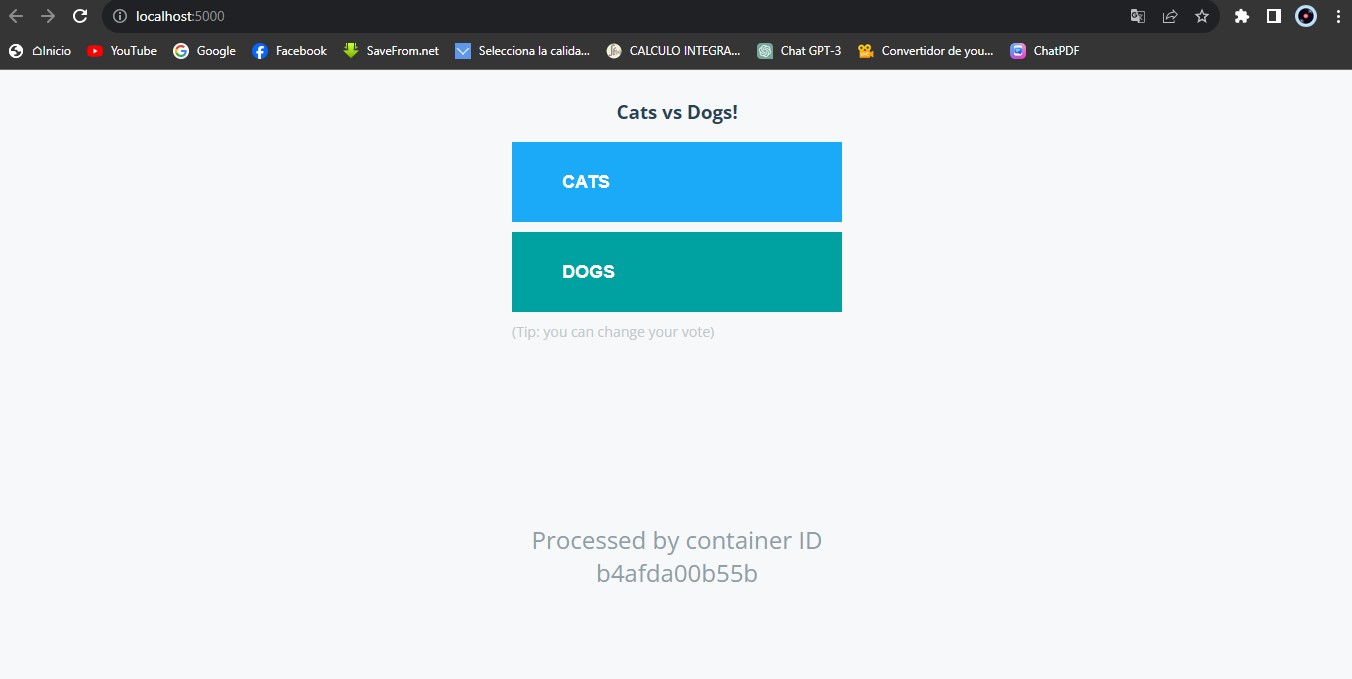 localhost:5000
Inicio YouTube Google Facebook SaveFrom.net Selecciona la calida... CALCULO INTEGRA... Chat GPT-3 Convertidor de you... ChatPDF
Cats vs Dogs!
CATS
DOGS
(Tip: you can change your vote)
Processed by container ID
b4afda00b55b